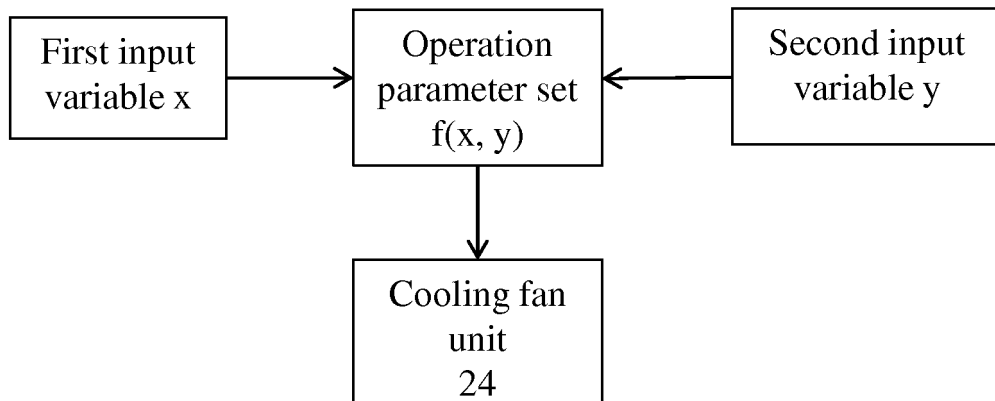 First input
variable x
Operation
parameter set
f(x, y)
Second input
variable y
Cooling fan
unit
24